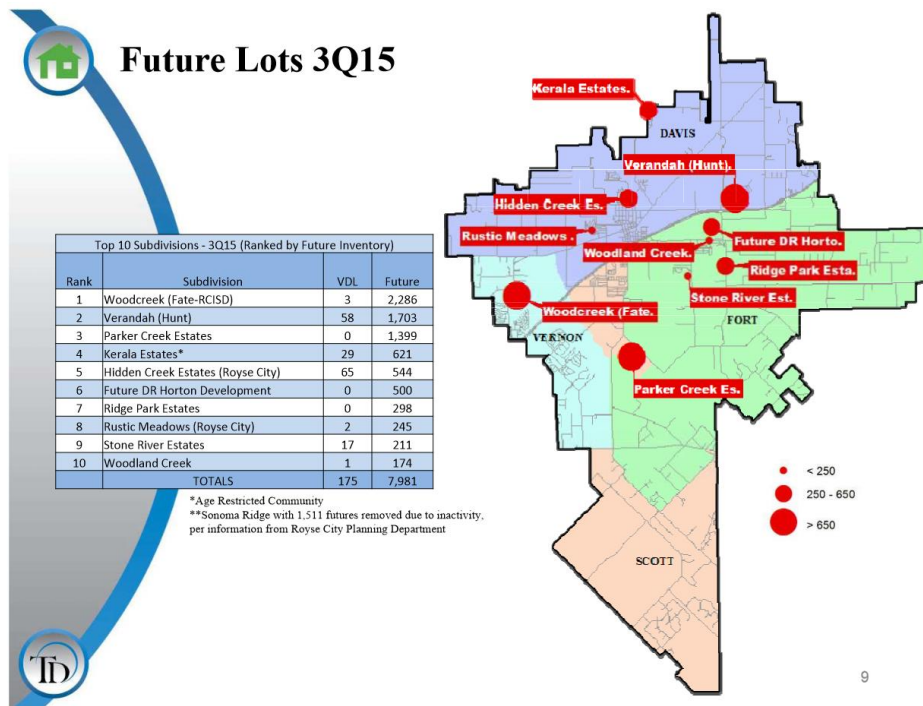 Future Lots 3Q15
Top 10 Subdivisions - 3Q15 (Ranked by Future Inventory)
Rank Subdivision VDL Future
1 Woodcreek (Fate-RCISD) 3 2,286
2 Verandah (Hunt) 58 1,703
3 Parker Creek Estates 0 1,399
4 Kerala Estates* 29 621
5 Hidden Creek Estates (Royse City) 65 544
6 Future DR Horton Development 0 500
7 Ridge Park Estates 0 298
8 Rustic Meadows (Royse City) 2 245
9 Stone River Estates 17 211
10 Woodland Creek 1 174
TOTALS 175 7,981
*Age Restricted Community
**Sonoma Ridge with 1,511 futures removed due to inactivity,
per information from Royse City Planning Department
Kerala Estates.
DAVIS
Verandah (Hunt).
Hidden Creek Es.
Rustic Meadows .
Woodland Creek.
Future DR Horto.
Ridge Park Esta.
Stone River Est.
Woodcreek (Fate.
FORT
VERNON
Parker Creek Es.
< 250
250 - 650
> 650
SCOTT
TD
9